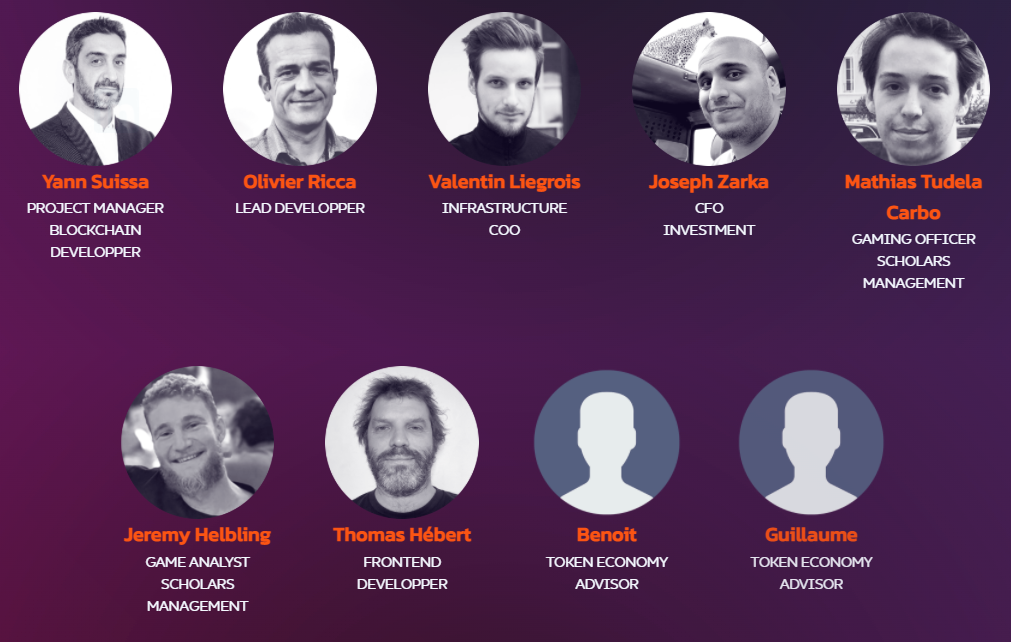 Yann Suissa
PROJECT MANAGER
BLOCKCHAIN
DEVELOPPER
Olivier Ricca
LEAD DEVELOPPER
Valentin Liegrois
INFRASTRUCTURE
COO
Joseph Zarka
CFO
INVESTMENT
Mathias Tudela
Carbo
GAMING OFFICER
SCHOLARS
MANAGEMENT
Jeremy Helbling
GAME ANALYST
SCHOLARS
MANAGEMENT
Thomas Hébert
FRONTEND
DEVELOPPER
Benoit
TOKEN ECONOMY
ADVISOR
Guillaume
TOKEN ECONOMY
ADVISOR